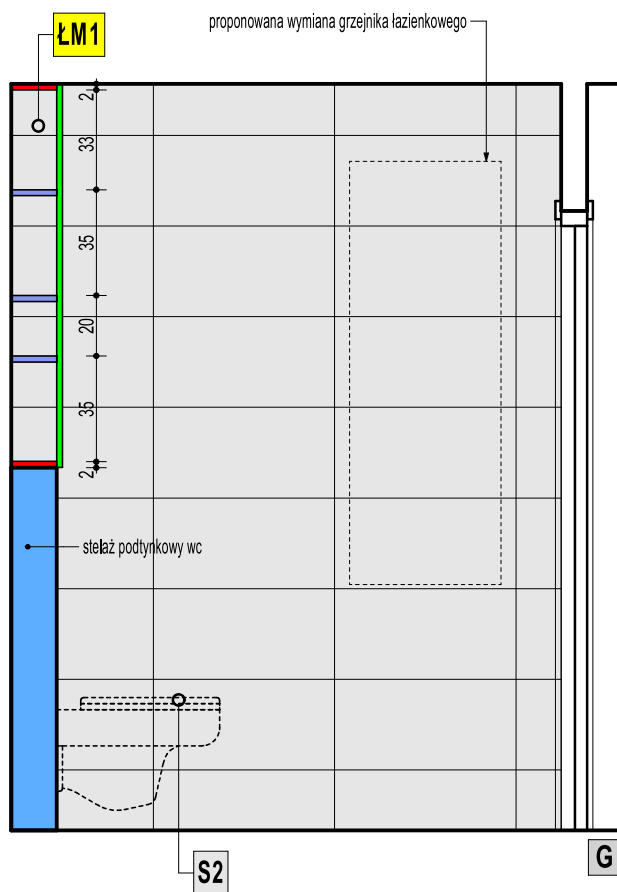 proponowana wymiana grzejnika łazienkowego
ŁM1
2
33
35
20
35
2
stelaż podtynkowy wc
S2
G